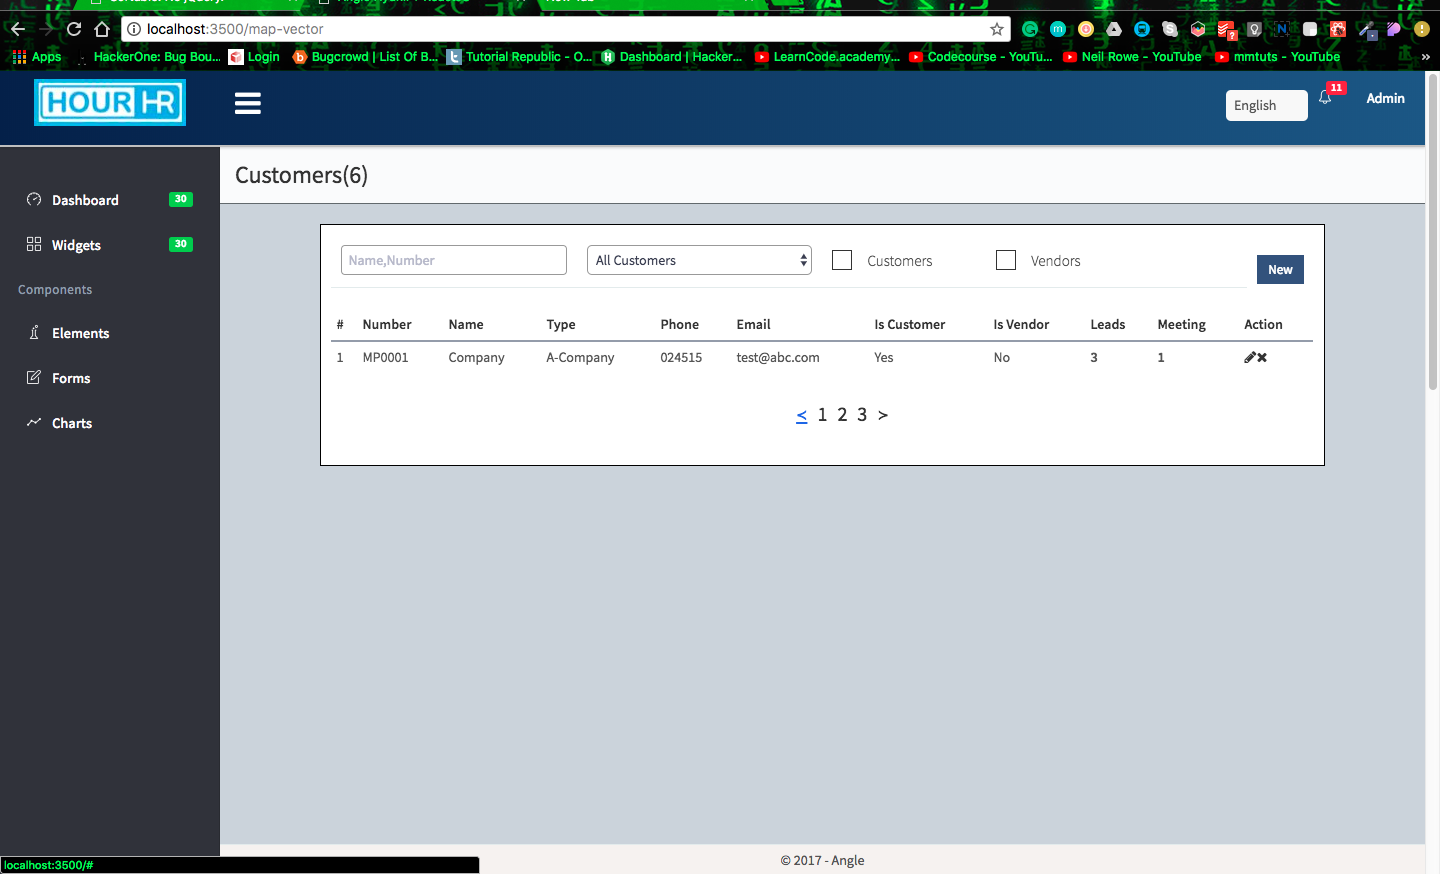 New Tab
localhost:3500/map-vector
Apps HackerOne: Bug Bou... Login Bugcrowd | List Of B... Tutorial Republic - O... Dashboard | Hacker... LearnCode.academy... Codecourse - YouTu... Neil Rowe - YouTube mmtuts - YouTube »
HOUR HR English 11 Admin
Customers(6)
Dashboard 30
Widgets 30
Components
Elements
Forms
Charts
Name,Number All Customers Customers Vendors New
# Number Name Type Phone Email Is Customer Is Vendor Leads Meeting Action
1 MP0001 Company A-Company 024515 test@abc.com Yes No 3 1
< 1 2 3 >
© 2017 - Angle
localhost:3500/#